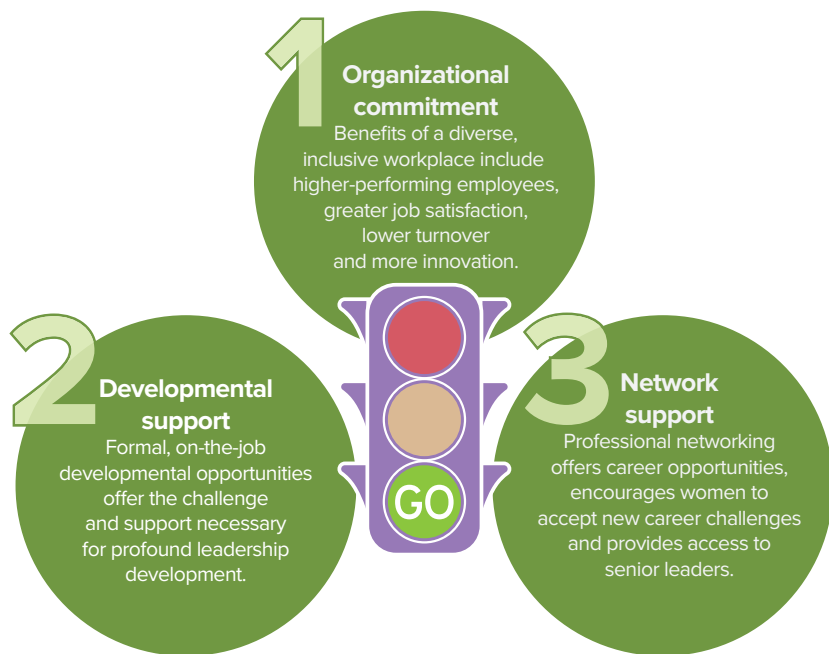 1
Organizational
commitment
Benefits of a diverse,
inclusive workplace include
higher-performing employees,
greater job satisfaction,
lower turnover
and more innovation.
2
Developmental
support
Formal, on-the-job
developmental opportunities
offer the challenge
and support necessary
for profound leadership
development.
GO
3
Network
support
Professional networking
offers career opportunities,
encourages women to
accept new career challenges
and provides access to
senior leaders.